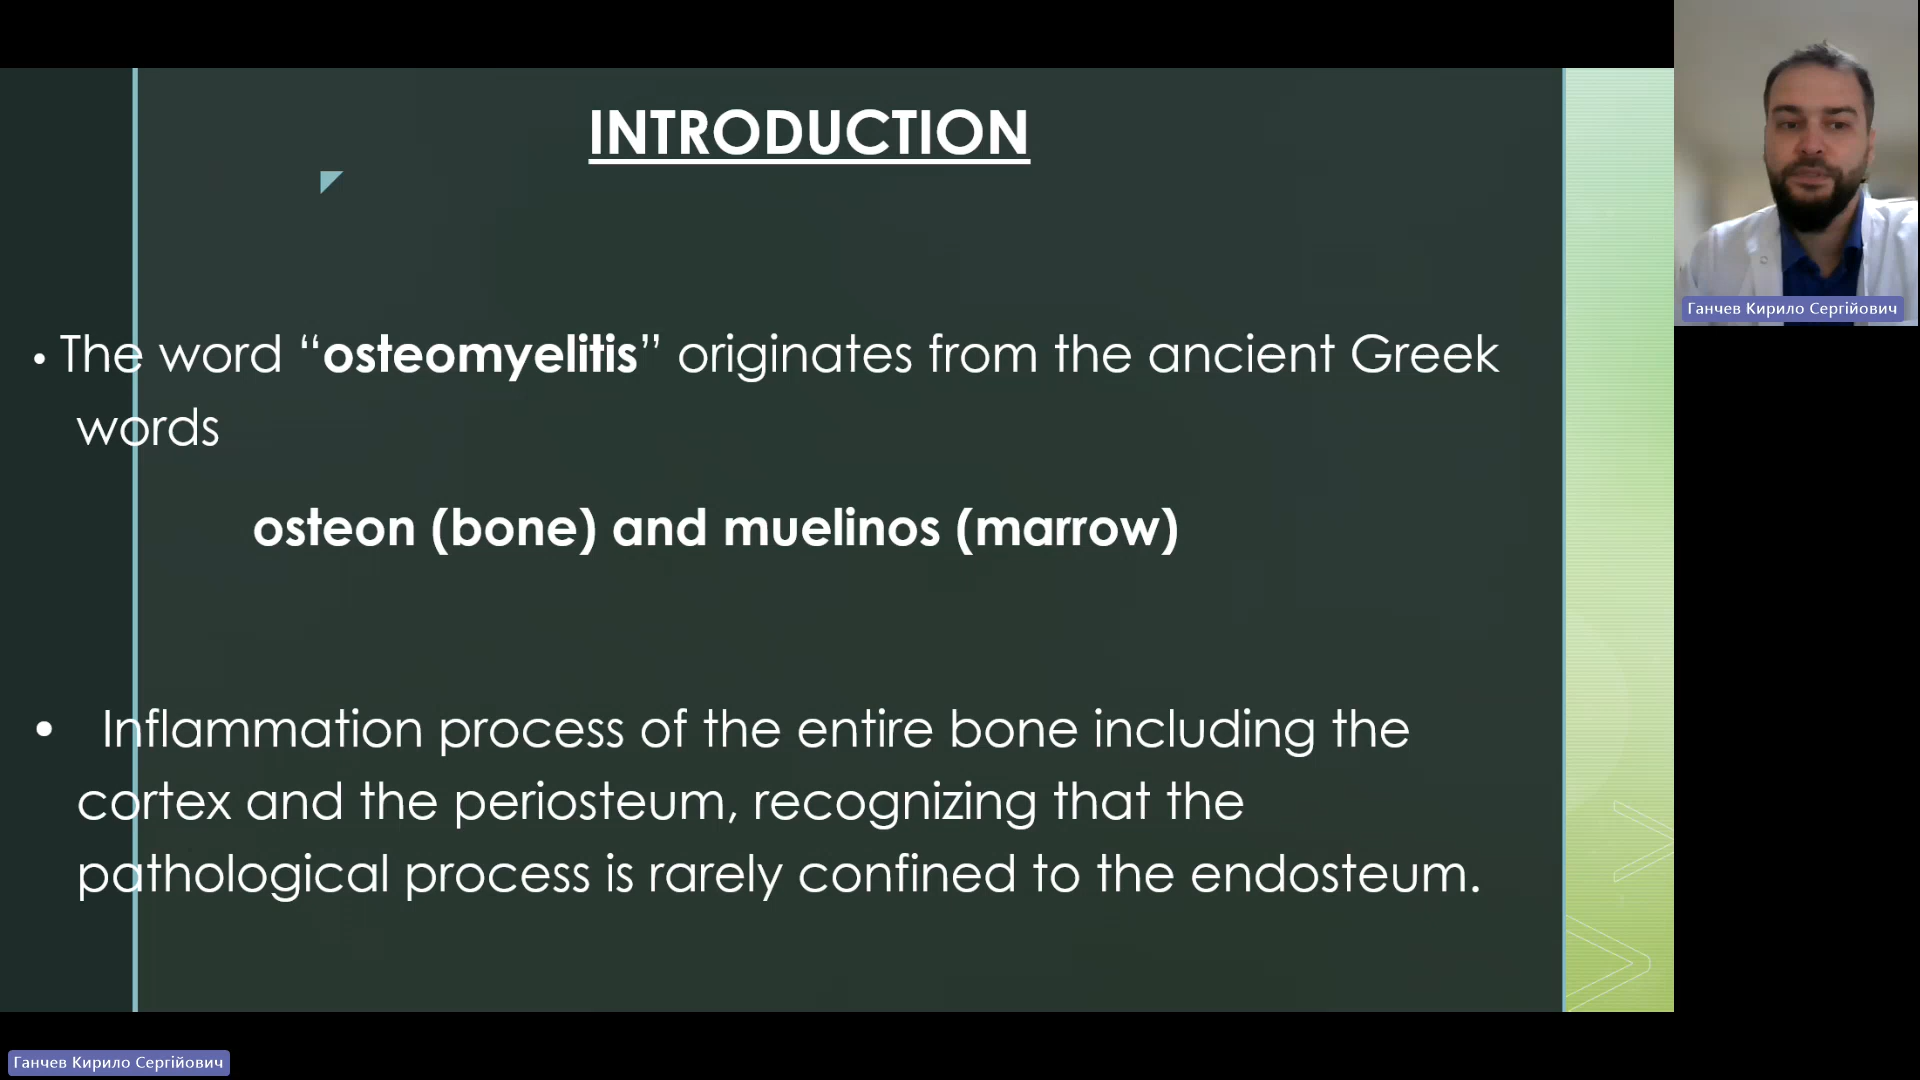 INTRODUCTION
• The word “osteomyelitis” originates from the ancient Greek
words
osteon (bone) and muelinos (marrow)
• Inflammation process of the entire bone including the
cortex and the periosteum, recognizing that the
pathological process is rarely confined to the endosteum.
Ганчев Кирило Сергійович
Ганчев Кирило Сергійович